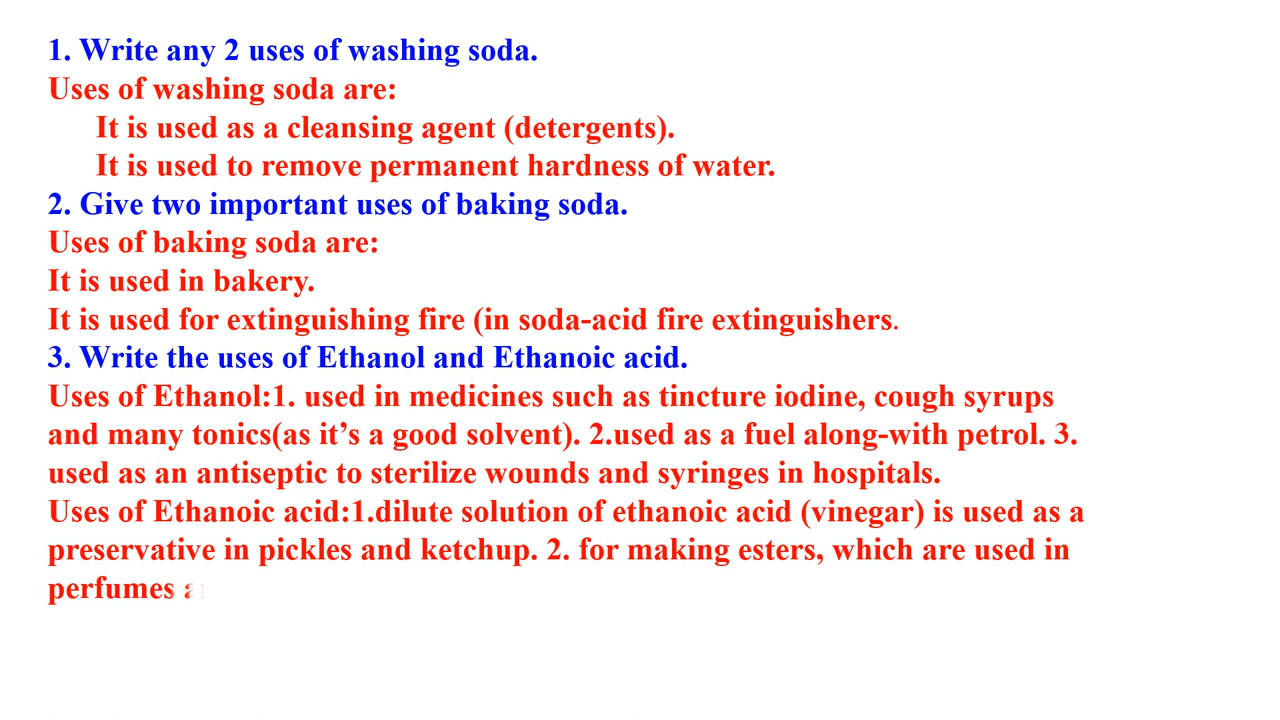 1. Write any 2 uses of washing soda.
Uses of washing soda are:
It is used as a cleansing agent (detergents).
It is used to remove permanent hardness of water.
2. Give two important uses of baking soda.
Uses of baking soda are:
It is used in bakery.
It is used for extinguishing fire (in soda-acid fire extinguishers.
3. Write the uses of Ethanol and Ethanoic acid.
Uses of Ethanol:1. used in medicines such as tincture iodine, cough syrups
and many tonics(as it’s a good solvent). 2.used as a fuel along-with petrol. 3.
used as an antiseptic to sterilize wounds and syringes in hospitals.
Uses of Ethanoic acid:1.dilute solution of ethanoic acid (vinegar) is used as a
preservative in pickles and ketchup. 2. for making esters, which are used in
perfumes